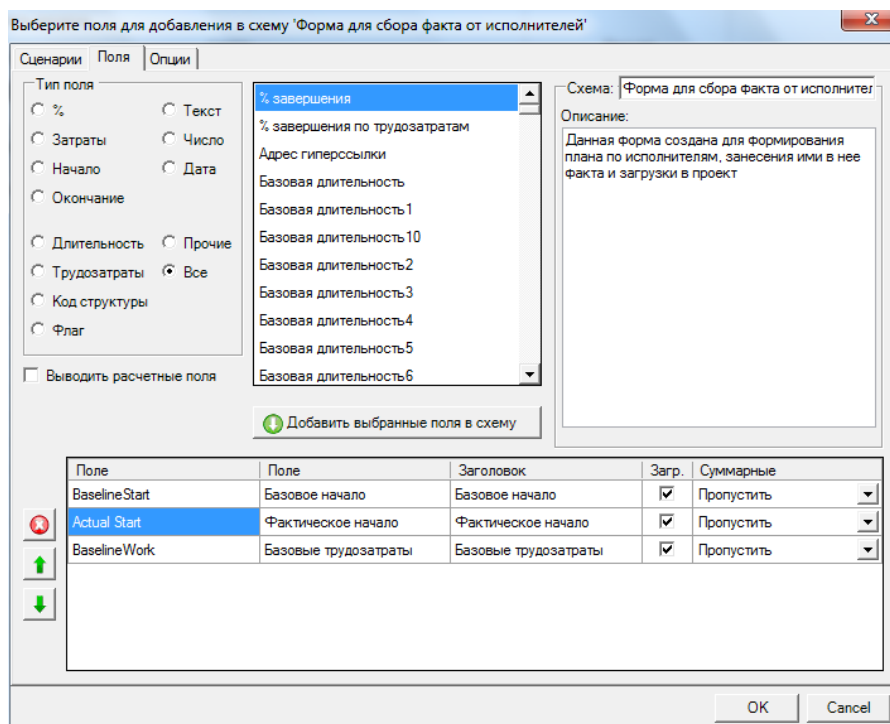 Выберите поля для добавления в схему 'Форма для сбора факта от исполнителей'
Сценарии Поля Опции
Тип поля
% Текст
Затраты Число
Начало Дата
Окончание
Длительность Прочие
Трудозатраты Все
Код структуры
Флаг
Выводить расчетные поля
% завершения
% завершения по трудозатратам
Адрес гиперссылки
Базовая длительность
Базовая длительность1
Базовая длительность10
Базовая длительность2
Базовая длительность3
Базовая длительность4
Базовая длительность5
Базовая длительность6
Добавить выбранные поля в схему
Схема: Форма для сбора факта от исполнител
Описание:
Данная форма создана для формирования
плана по исполнителям, занесения ими в нее
факта и загрузки в проект
Поле Поле Заголовок Загр. Суммарные
BaselineStart Базовое начало Базовое начало Пропустить
Actual Start Фактическое начало Фактическое начало Пропустить
BaselineWork Базовые трудозатраты Базовые трудозатраты Пропустить
OK Cancel